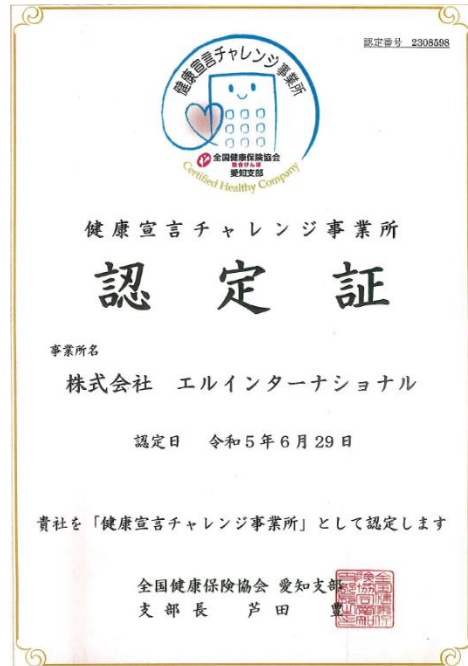 認定番号 2308598
健康宣言チャレンジ事業所
全国健康保険協会
協会けんぽ
愛知支部
Certified Healthy Company
健康宣言チャレンジ事業所
認定証
事業所名
株式会社 エルインターナショナル
認定日 令和5年6月29日
貴社を「健康宣言チャレンジ事業所」として認定します
全国健康保険協会 愛知支部
支部長 芦田 豊